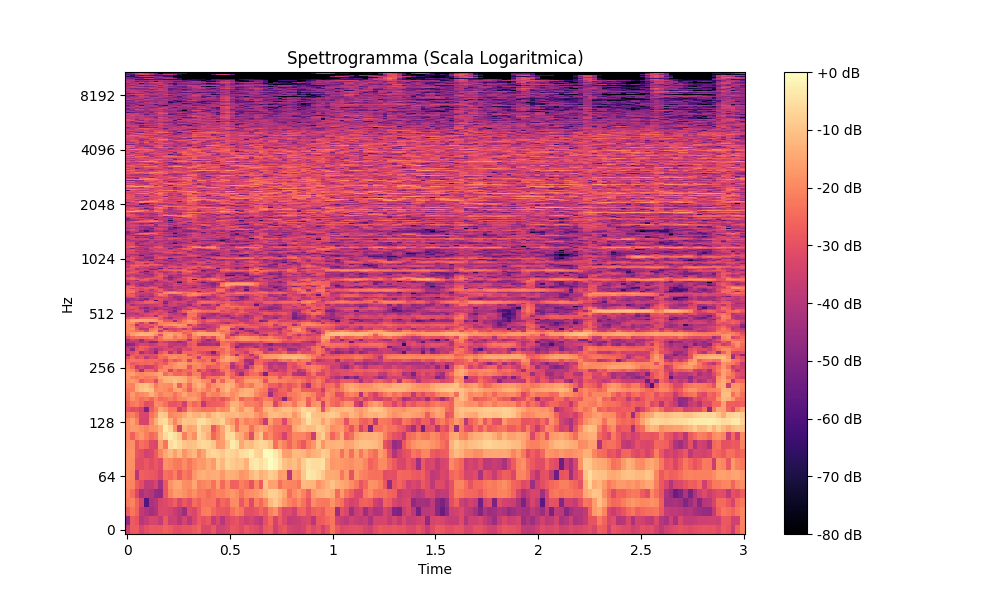 Spettrogramma (Scala Logaritmica)
Hz
8192
4096
2048
1024
512
256
128
64
0
0 0.5 1 1.5 2 2.5 3
Time
+0 dB
-10 dB
-20 dB
-30 dB
-40 dB
-50 dB
-60 dB
-70 dB
-80 dB